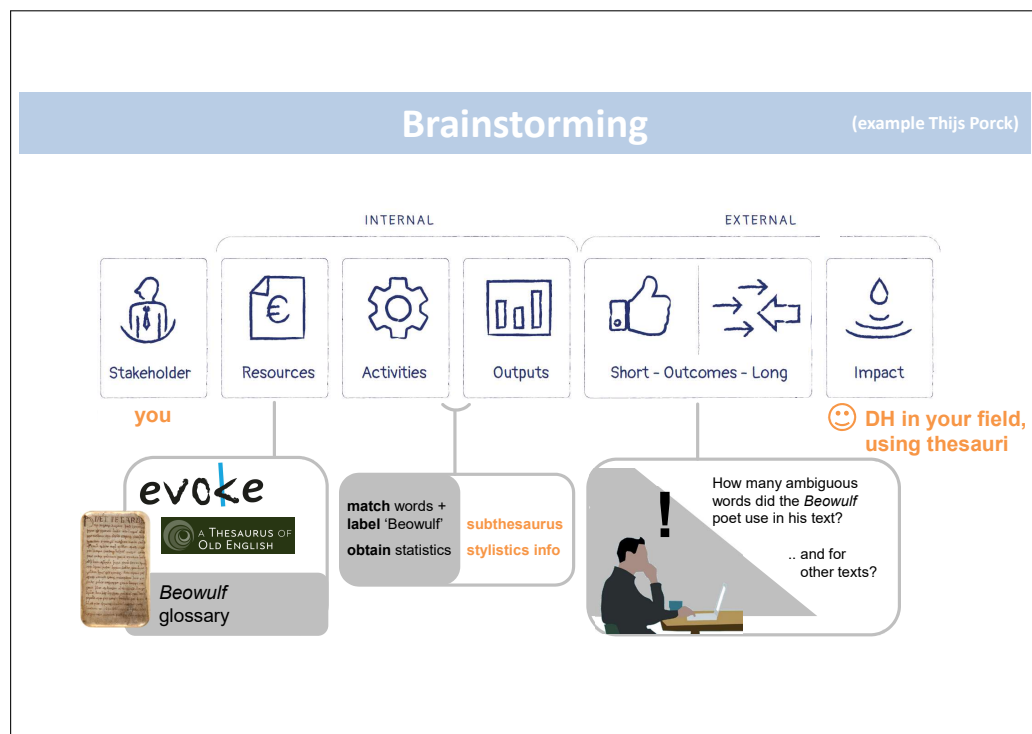 Brainstorming
(example Thijs Porck)
INTERNAL
EXTERNAL
€
Stakeholder
Resources
Activities
Outputs
Short - Outcomes - Long
Impact
you
DH in your field,
using thesauri
evoke
A THESAURUS OF
OLD ENGLISH
Beowulf
glossary
match words +
label ‘Beowulf’
obtain statistics
subthesaurus
stylistics info
!
How many ambiguous
words did the Beowulf
poet use in his text?
.. and for
other texts?